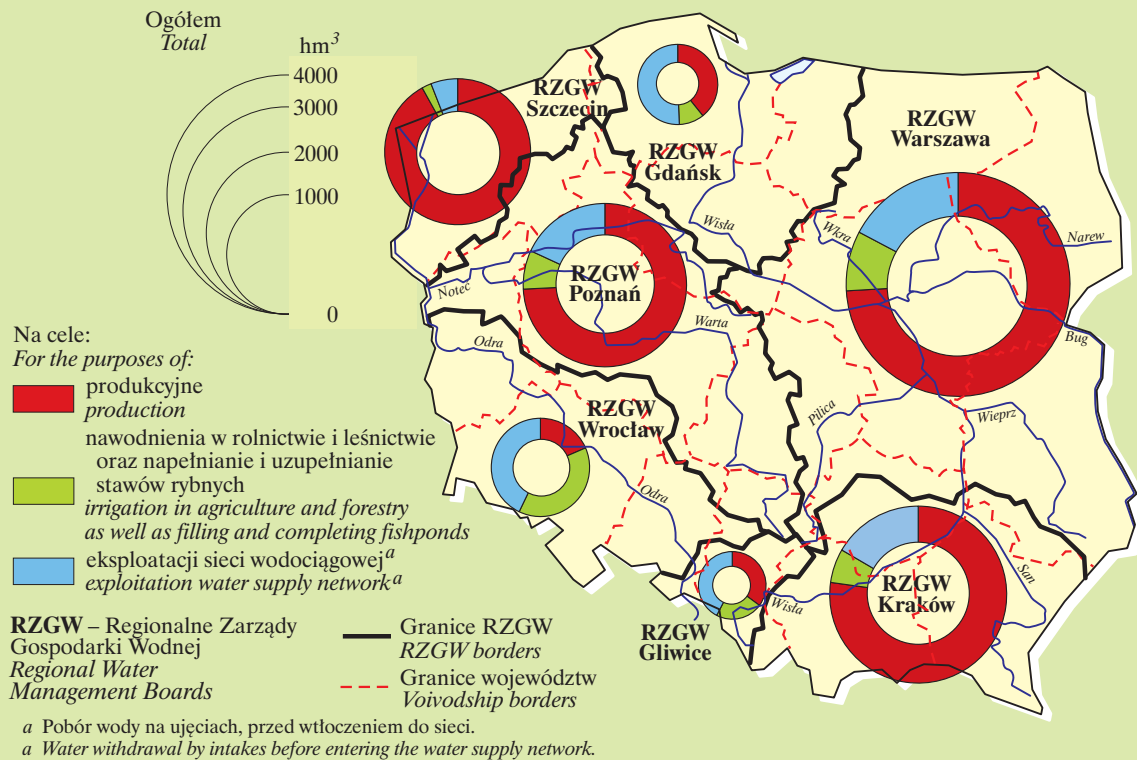 Ogółem
Total
hm³
4000
3000
2000
1000
0
Na cele:
For the purposes of:
produkcyjne
production
nawodnienia w rolnictwie i leśnictwie
oraz napełnianie i uzupełnianie
stawów rybnych
irrigation in agriculture and forestry
as well as filling and completing fishponds
eksploatacji sieci wodociągowejᵃ
exploitation water supply networkᵃ
RZGW – Regionalne Zarządy
Gospodarki Wodnej
Regional Water
Management Boards
Granice RZGW
RZGW borders
Granice województw
Voivodship borders
a Pobór wody na ujęciach, przed wtłoczeniem do sieci.
a Water withdrawal by intakes before entering the water supply network.
RZGW
Szczecin
RZGW
Gdańsk
RZGW
Warszawa
RZGW
Poznań
RZGW
Wrocław
RZGW
Gliwice
RZGW
Kraków
Wisła
Wkra
Narew
Noteć
Warta
Bug
Odra
Pilica
Wieprz
Odra
San
Wisła